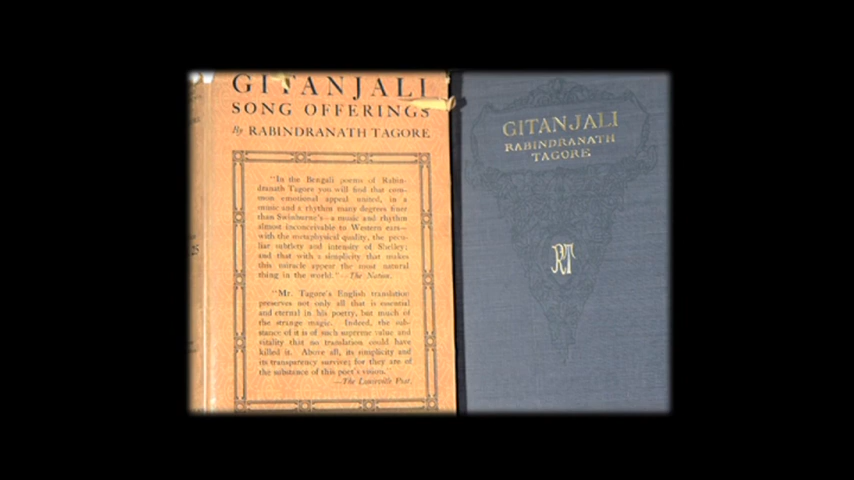 GITANJALI
SONG OFFERINGS
By RABINDRANATH TAGORE
"In the Bengali poems of Rabin-
dranath Tagore you will find that com-
mon emotional appeal united, in a
music and a rhythm many degrees finer
than Swinburne's—a music and rhythm
almost inconceivable to Western ears—
with the metaphysical quality, the pecu-
liar subtlety and intensity of Shelley;
and that with a simplicity that makes
this miracle appear the most natural
thing in the world."—The Nation.
"Mr. Tagore's English translation
preserves not only all that is essential
and eternal in his poetry, but much of
the strange magic. Indeed, the sub-
stance of it is of such supreme value and
vitality that no translation could have
killed it. Above all, its simplicity and
its transparency survive; for they are of
the substance of this poet's vision."
—The Louisville Post.
GITANJALI
RABINDRANATH
TAGORE
RT